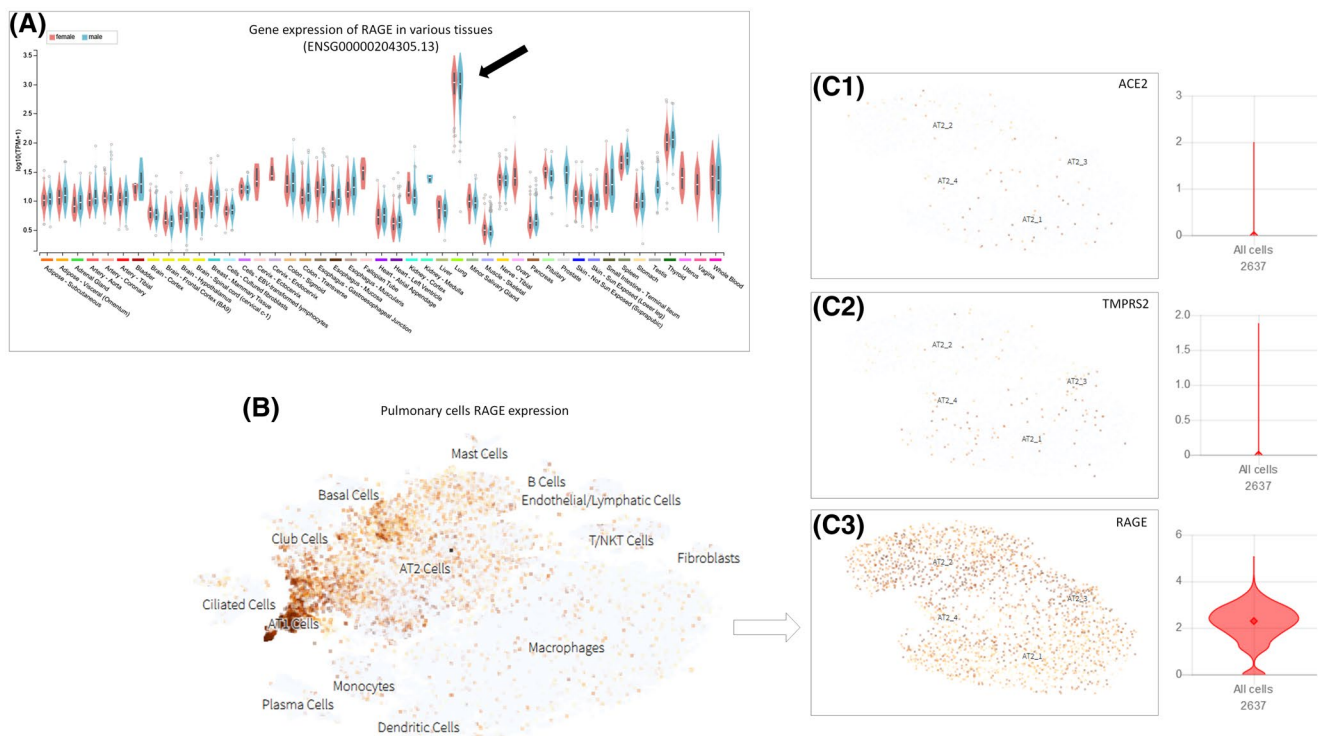 (A)
female male
Gene expression of RAGE in various tissues
(ENSG00000204305.13)
log10(TPM+1)
3.5
3.0
2.5
2.0
1.5
1.0
0.5
Adipose - Subcutaneous
Adipose - Visceral (Omentum)
Adrenal Gland
Artery - Aorta
Artery - Coronary
Artery - Tibial
Bladder
Brain - Cortex
Brain - Frontal Cortex (BA9)
Brain - Hypothalamus
Brain - Spinal cord (cervical c-1)
Breast - Mammary Tissue
Cells - Cultured fibroblasts
Cells - EBV-transformed lymphocytes
Cervix - Ectocervix
Cervix - Endocervix
Colon - Sigmoid
Colon - Transverse
Esophagus - Gastroesophageal Junction
Esophagus - Mucosa
Esophagus - Muscularis
Fallopian Tube
Heart - Atrial Appendage
Heart - Left Ventricle
Kidney - Cortex
Kidney - Medulla
Liver
Lung
Minor Salivary Gland
Muscle - Skeletal
Nerve - Tibial
Ovary
Pancreas
Pituitary
Prostate
Skin - Not Sun Exposed (Suprapubic)
Skin - Sun Exposed (Lower leg)
Small Intestine - Terminal Ileum
Spleen
Stomach
Testis
Thyroid
Uterus
Vagina
Whole Blood
(B)
Pulmonary cells RAGE expression
Mast Cells
B Cells
Basal Cells
Endothelial/Lymphatic Cells
Club Cells
T/NKT Cells
Fibroblasts
AT2 Cells
Ciliated Cells
AT1 Cells
Macrophages
Monocytes
Plasma Cells
Dendritic Cells
(C1)
ACE2
AT2_2
AT2_3
AT2_4
AT2_1
3
2
1
0
All cells
2637
(C2)
TMPRS2
AT2_2
AT2_3
AT2_4
AT2_1
2.0
1.5
1.0
0.5
0
All cells
2637
(C3)
RAGE
AT2_2
AT2_3
AT2_4
AT2_1
6
4
2
0
All cells
2637